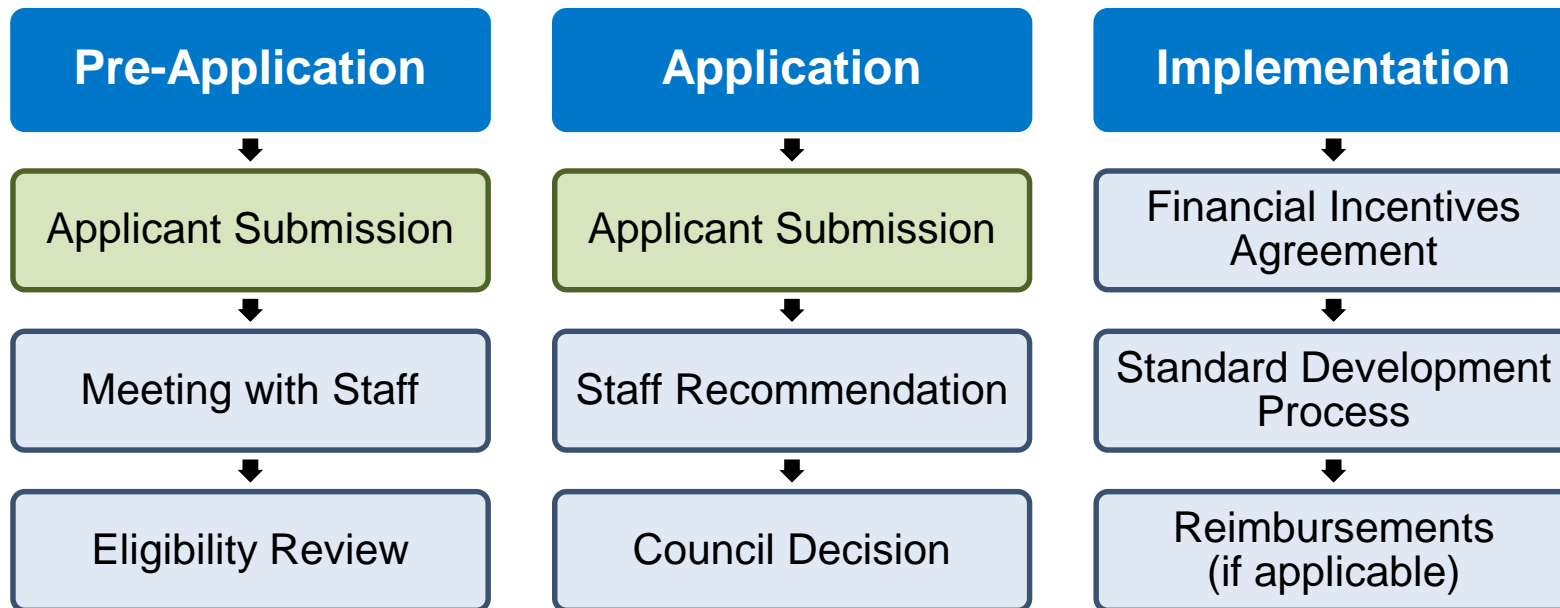 Pre-Application
Applicant Submission
Meeting with Staff
Eligibility Review
Application
Applicant Submission
Staff Recommendation
Council Decision
Implementation
Financial Incentives
Agreement
Standard Development
Process
Reimbursements
(if applicable)